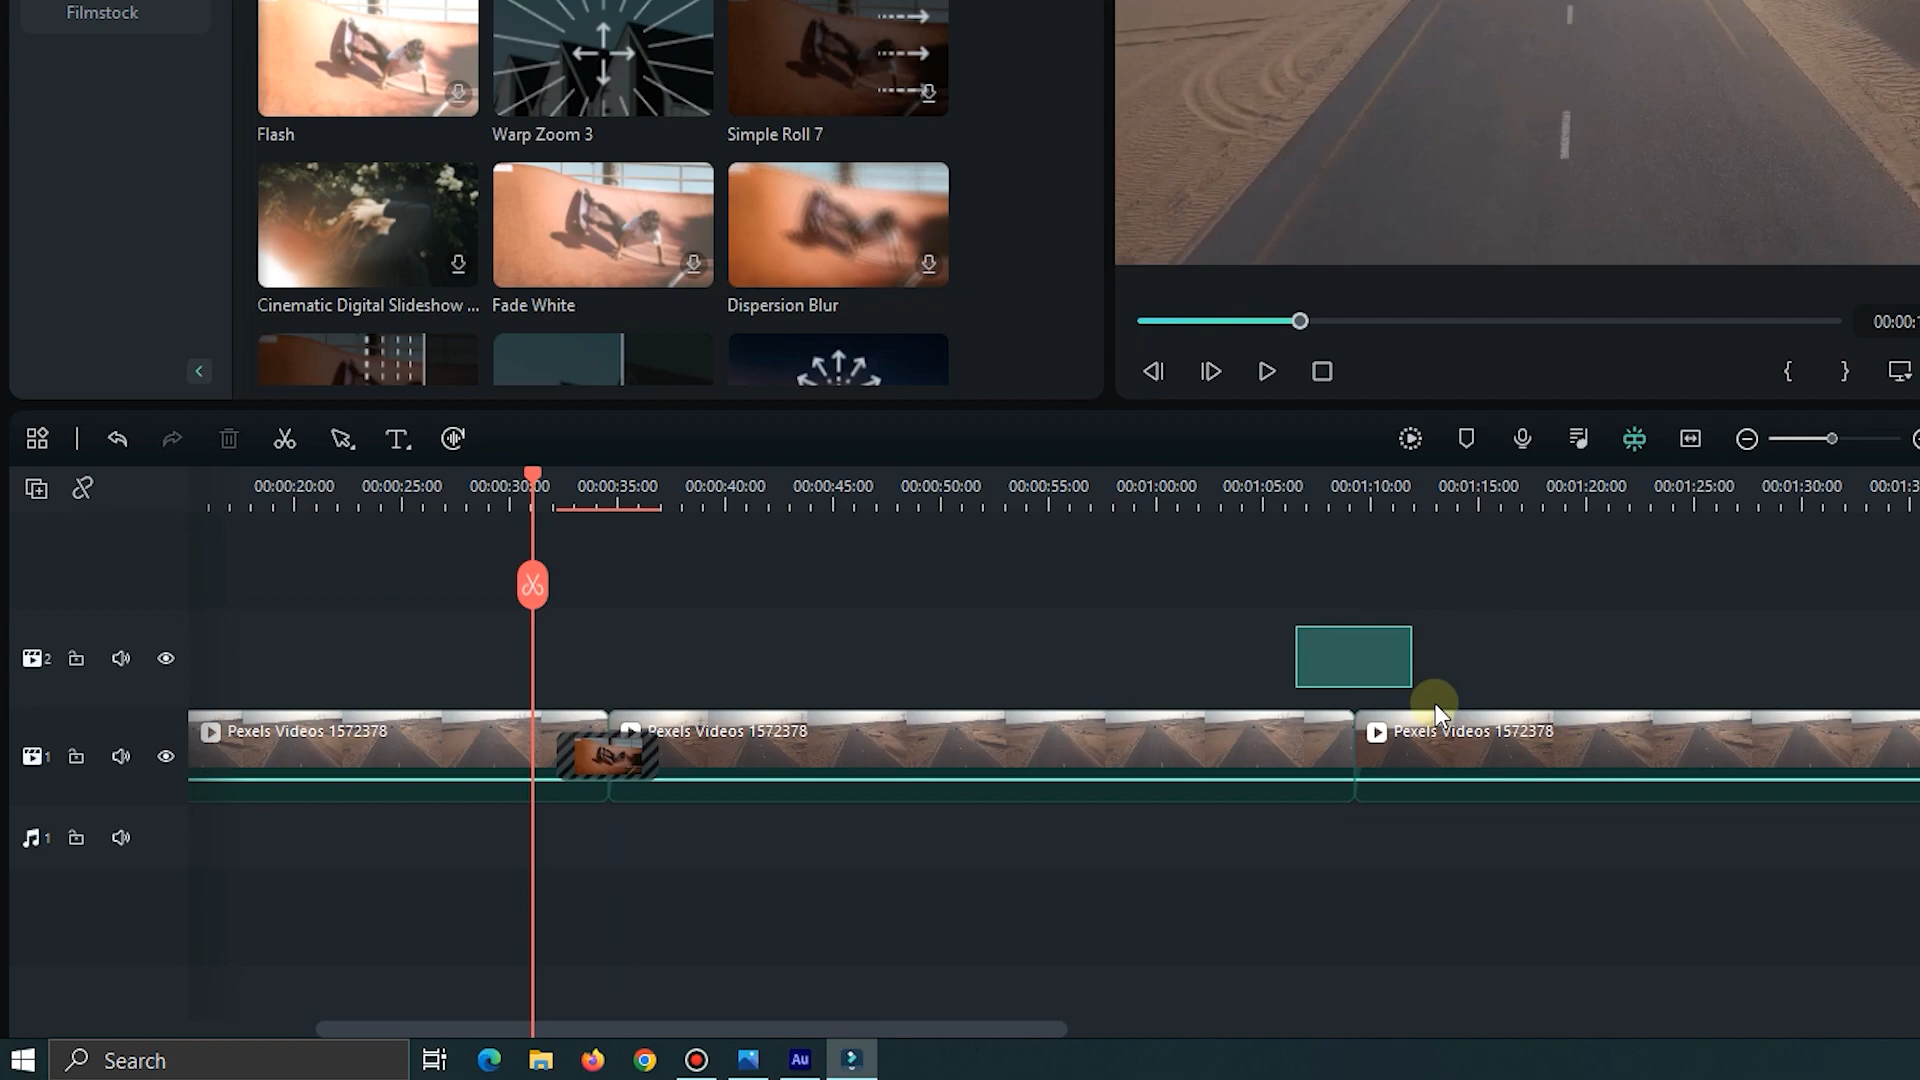 Filmstock
Flash
Warp Zoom 3
Simple Roll 7
Cinematic Digital Slideshow ...
Fade White
Dispersion Blur
00:00:
00:00:20:00
00:00:25:00
00:00:30:00
00:00:35:00
00:00:40:00
00:00:45:00
00:00:50:00
00:00:55:00
00:01:00:00
00:01:05:00
00:01:10:00
00:01:15:00
00:01:20:00
00:01:25:00
00:01:30:00
00:01:3
2
Pexels Videos 1572378
Pexels Videos 1572378
Pexels Videos 1572378
1
1
Search
Au